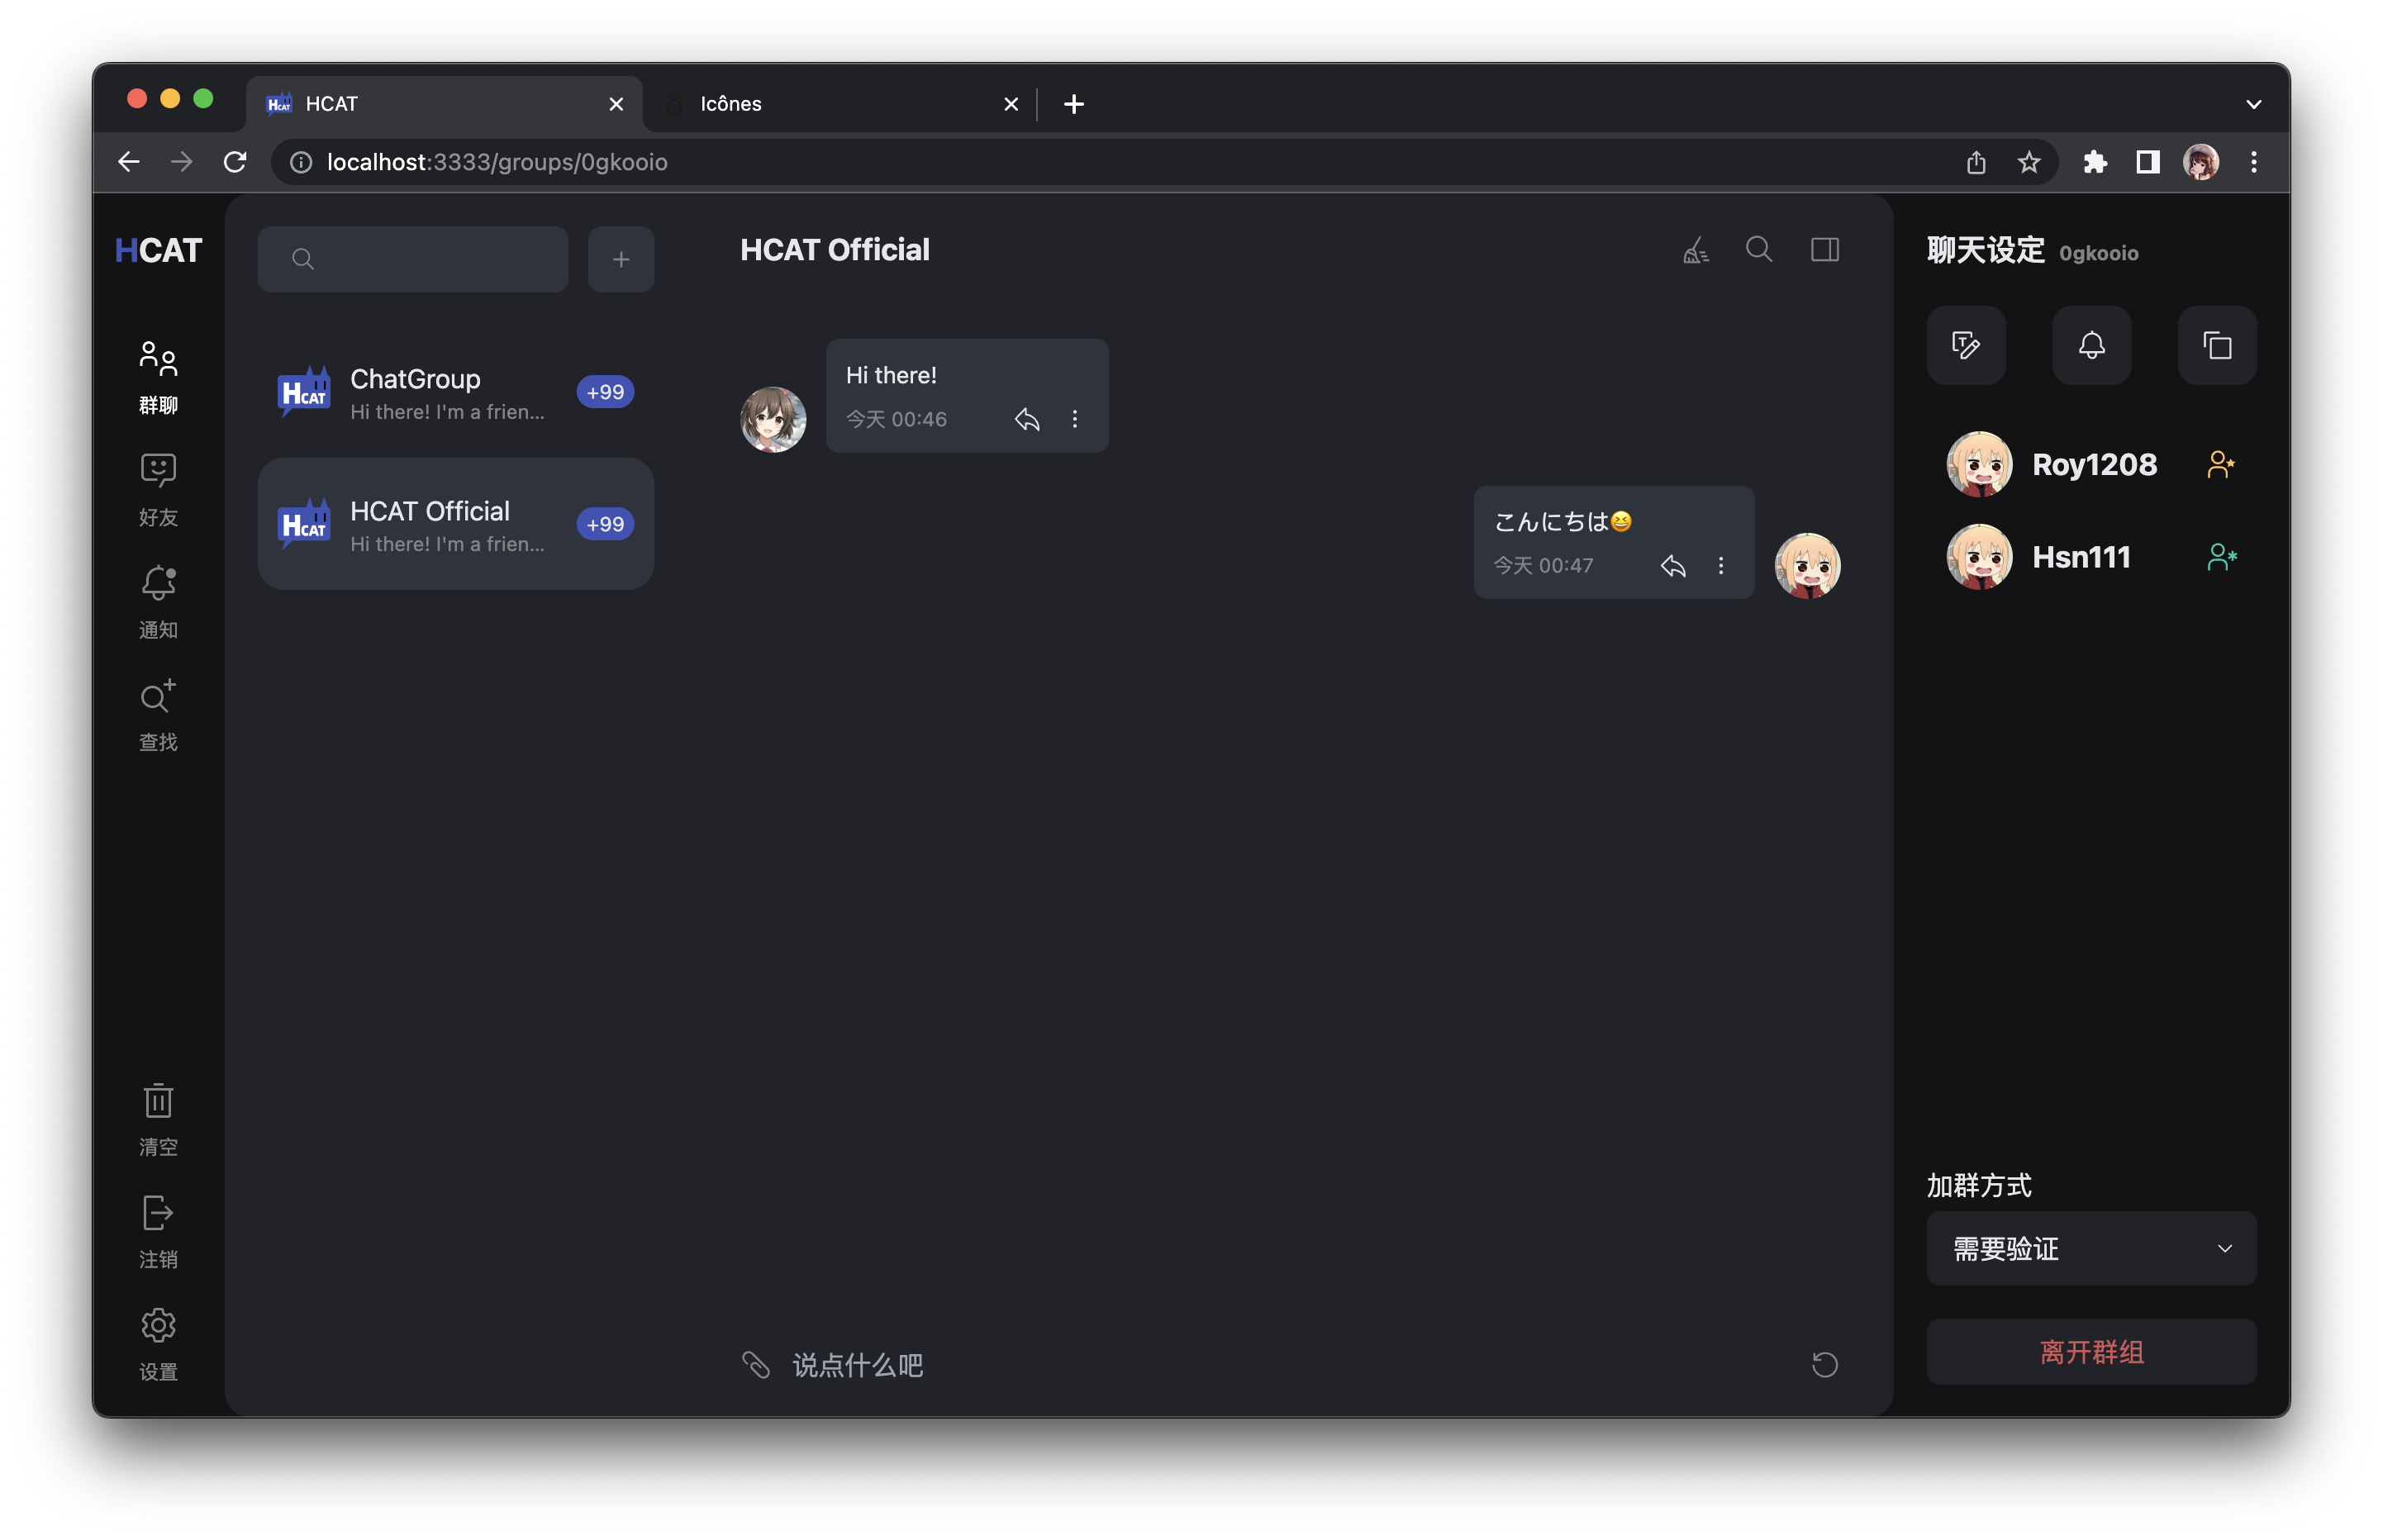 HCAT
Icônes
localhost:3333/groups/0gkooio
HCAT
群聊
好友
通知
查找
清空
注销
设置
HCAT
ChatGroup
Hi there! I'm a frien...
+99
HCAT
HCAT Official
Hi there! I'm a frien...
+99
HCAT Official
Hi there!
今天 00:46
こんにちは😆
今天 00:47
说点什么吧
聊天设定 0gkooio
Roy1208
Hsn111
加群方式
需要验证
离开群组